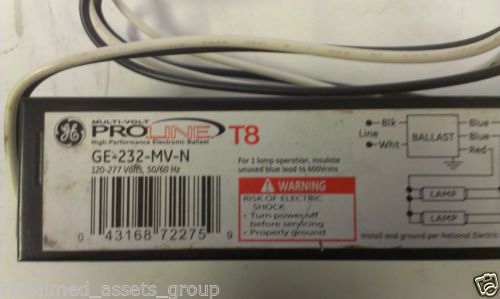 MULTI-VOLT
GE PROLINE T8
High-Performance Electronic Ballast
GE-232-MV-N
120-277 Volts, 50/60 Hz
For 1 lamp operation, insulate
unused blue lead to 600Vrms
WARNING
RISK OF ELECTRIC
SHOCK
• Turn power off
before servicing
• Properly ground
0 43168 72275 9
Blk
Line
Wht
BALLAST
Blue
Blue
Red
LAMP
LAMP
Install and ground per National Electric
reclaimed_assets_group